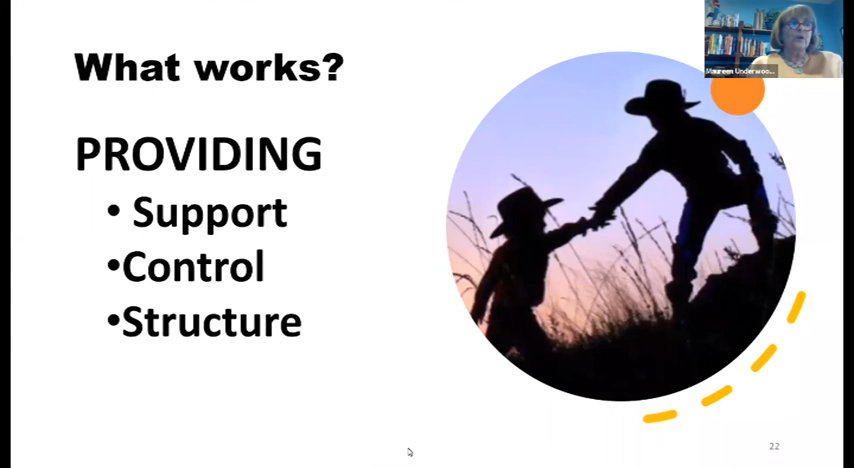 What works?
PROVIDING
• Support
•Control
•Structure
Maureen Underwoo...
22